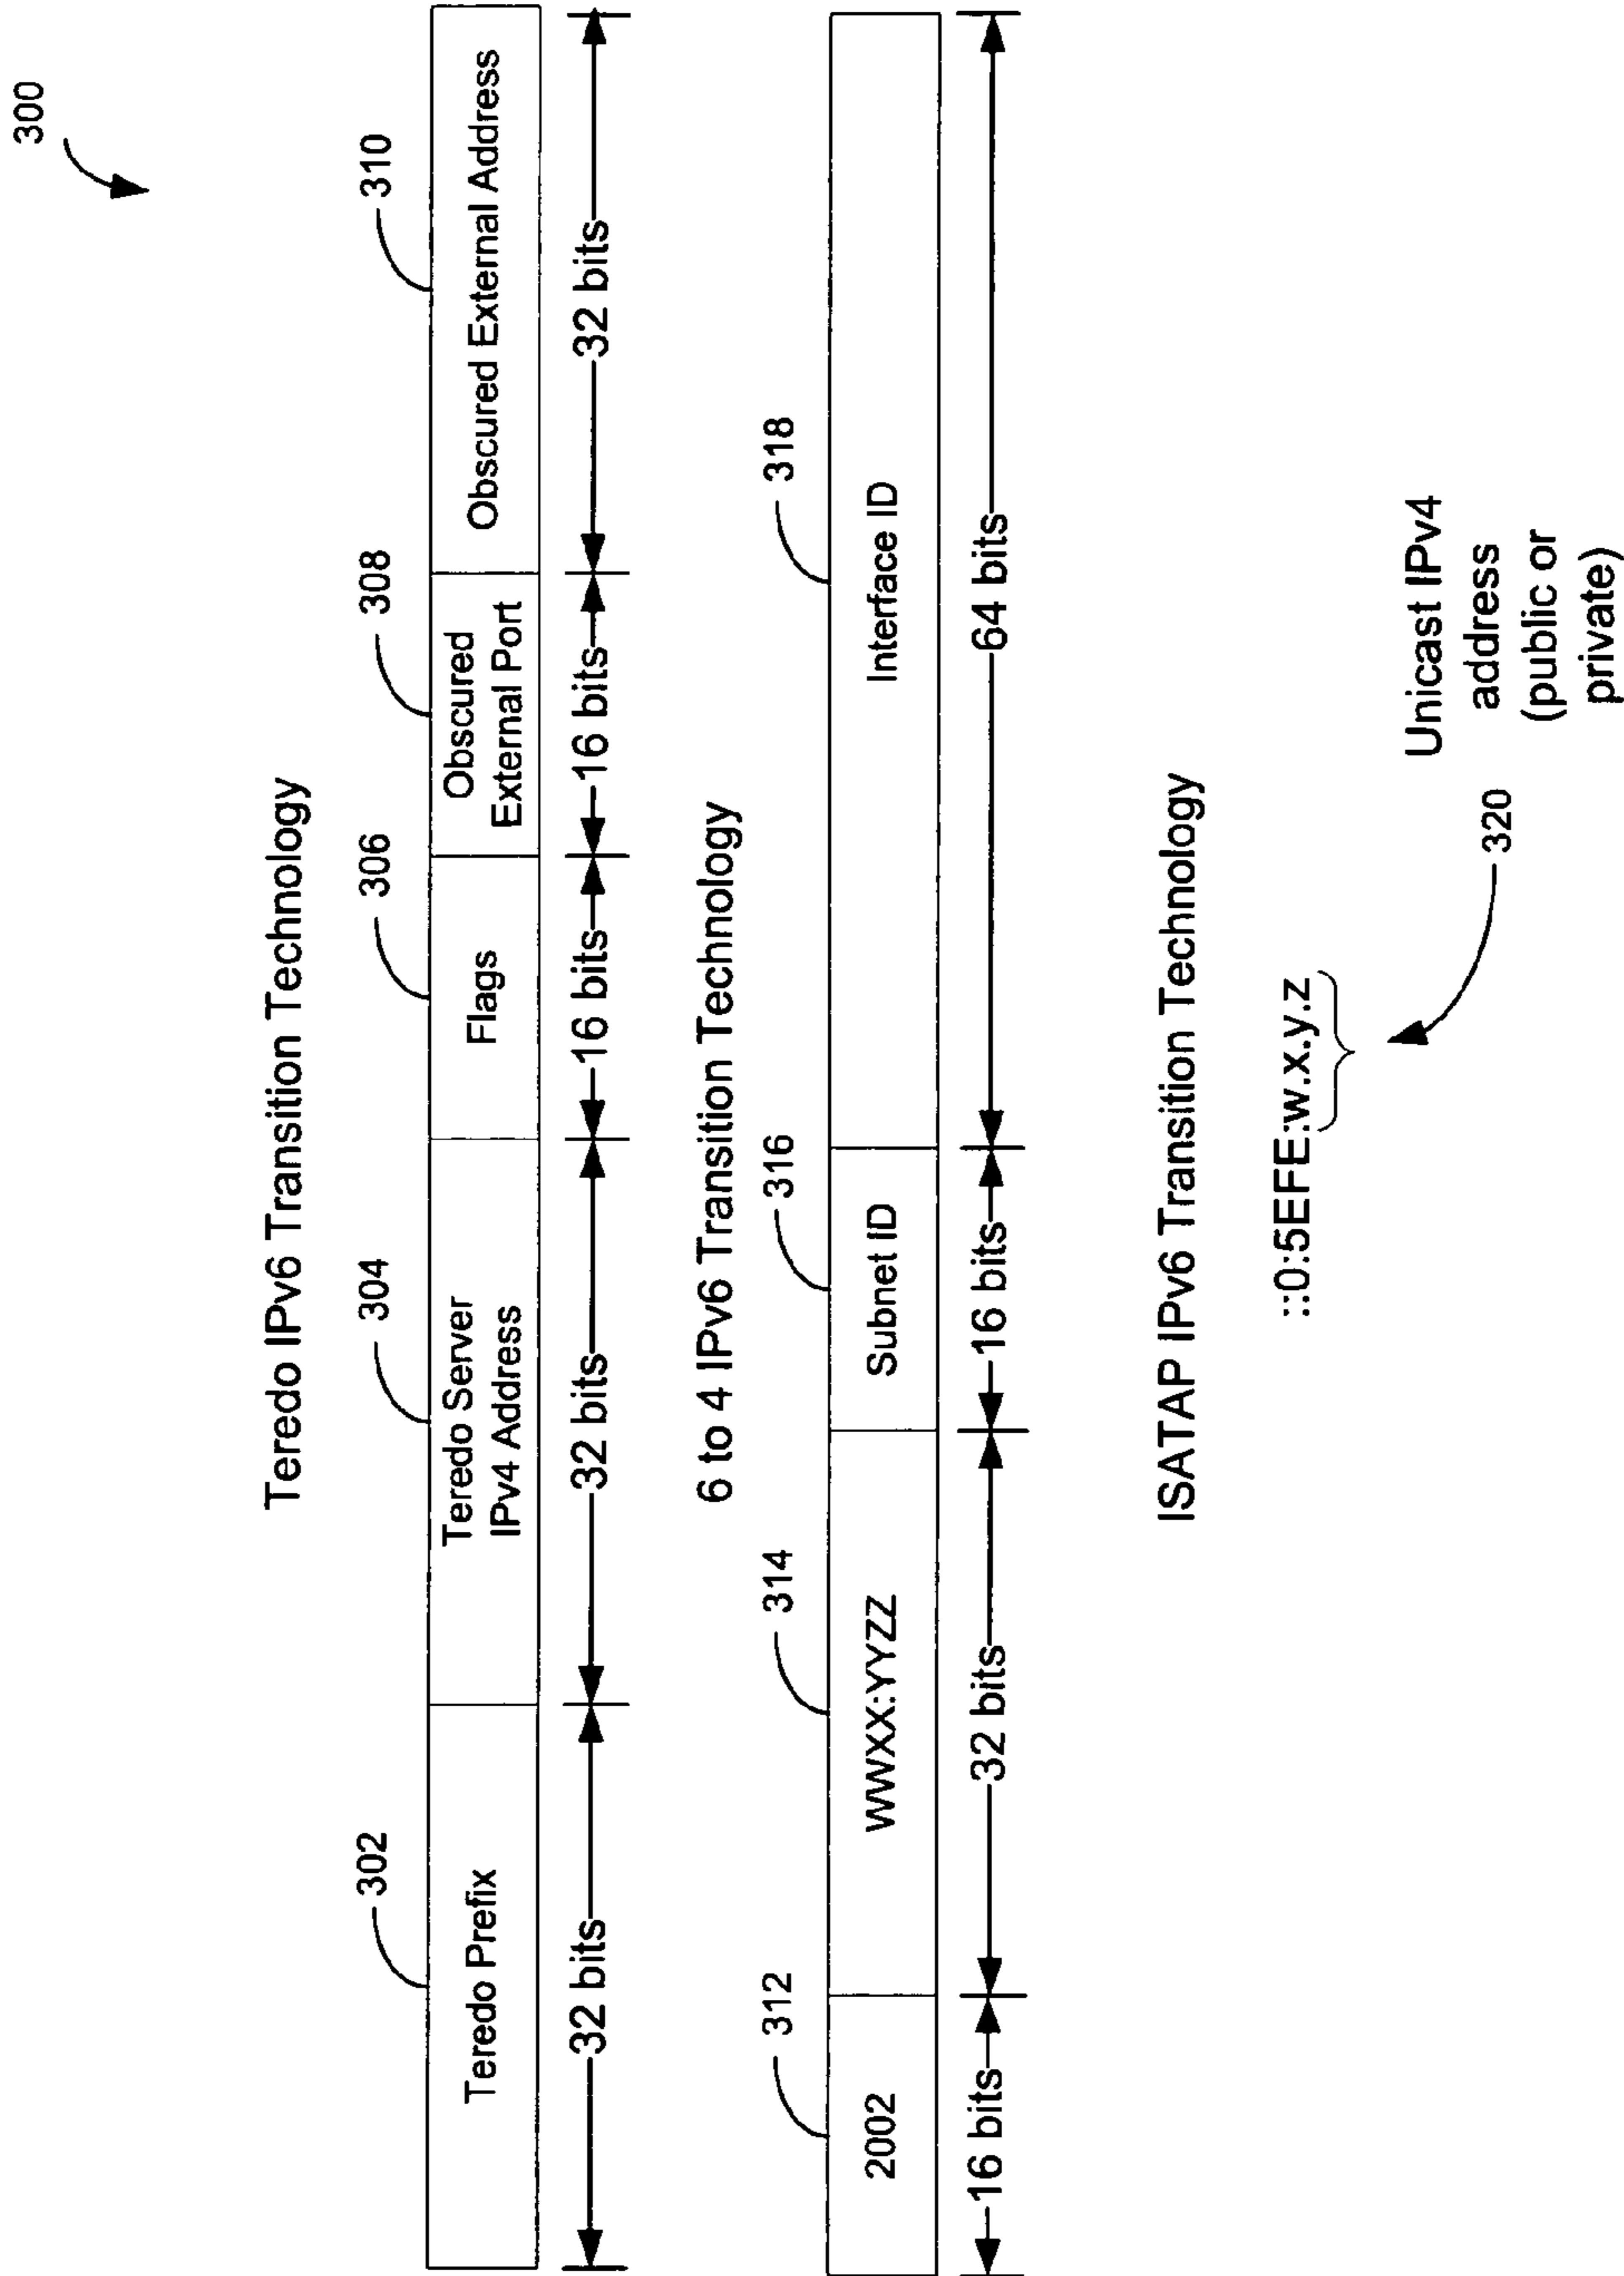 300
Teredo IPv6 Transition Technology
302
304
306
308
310
Teredo Prefix
Teredo Server
IPv4 Address
Flags
Obscured
External Port
Obscured External Address
32 bits
32 bits
16 bits
16 bits
32 bits
6 to 4 IPv6 Transition Technology
312
314
316
318
2002
WWXX:YYZZ
Subnet ID
Interface ID
16 bits
32 bits
16 bits
64 bits
ISATAP IPv6 Transition Technology
::0:5EFE:w.x.y.z
320
Unicast IPv4
address
(public or
private)